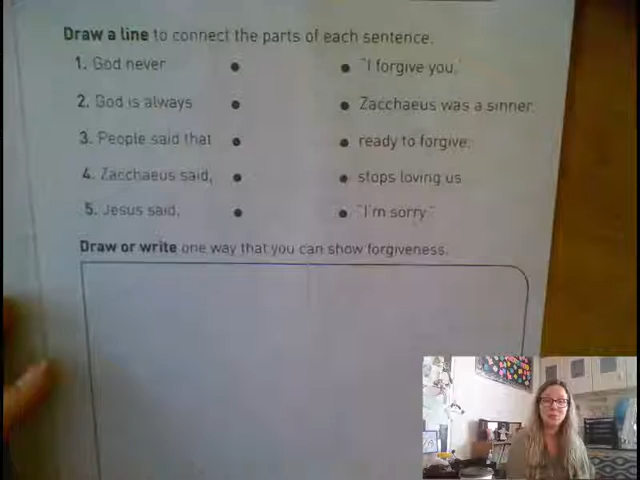 Draw a line to connect the parts of each sentence.
1. God never • • "I forgive you."
2. God is always • • Zacchaeus was a sinner.
3. People said that • • ready to forgive.
4. Zacchaeus said, • • stops loving us
5. Jesus said, • • "I'm sorry"
Draw or write one way that you can show forgiveness.